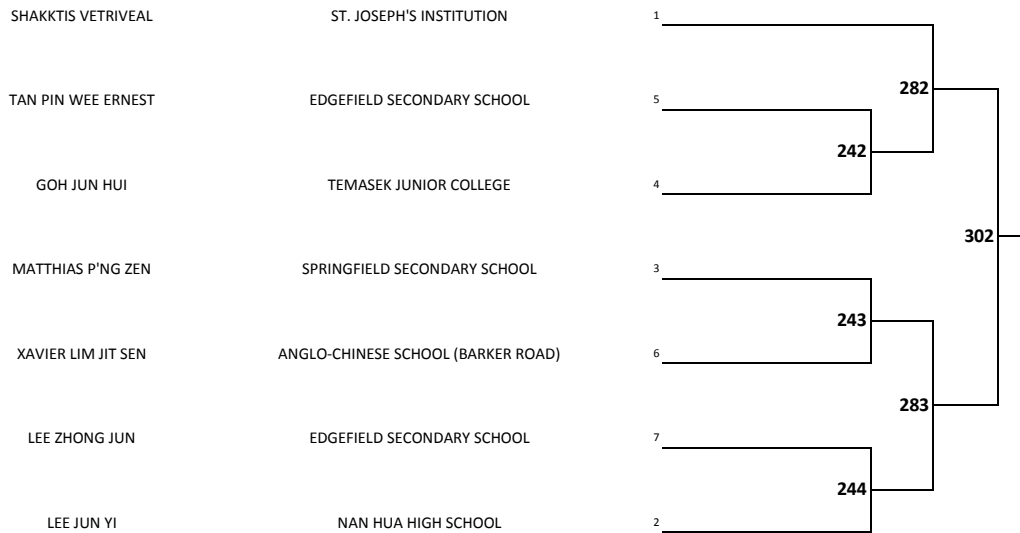 SHAKKTIS VETRIVEAL ST. JOSEPH'S INSTITUTION 1
282
TAN PIN WEE ERNEST EDGEFIELD SECONDARY SCHOOL 5
242
GOH JUN HUI TEMASEK JUNIOR COLLEGE 4
302
MATTHIAS P'NG ZEN SPRINGFIELD SECONDARY SCHOOL 3
243
XAVIER LIM JIT SEN ANGLO-CHINESE SCHOOL (BARKER ROAD) 6
283
LEE ZHONG JUN EDGEFIELD SECONDARY SCHOOL 7
244
LEE JUN YI NAN HUA HIGH SCHOOL 2